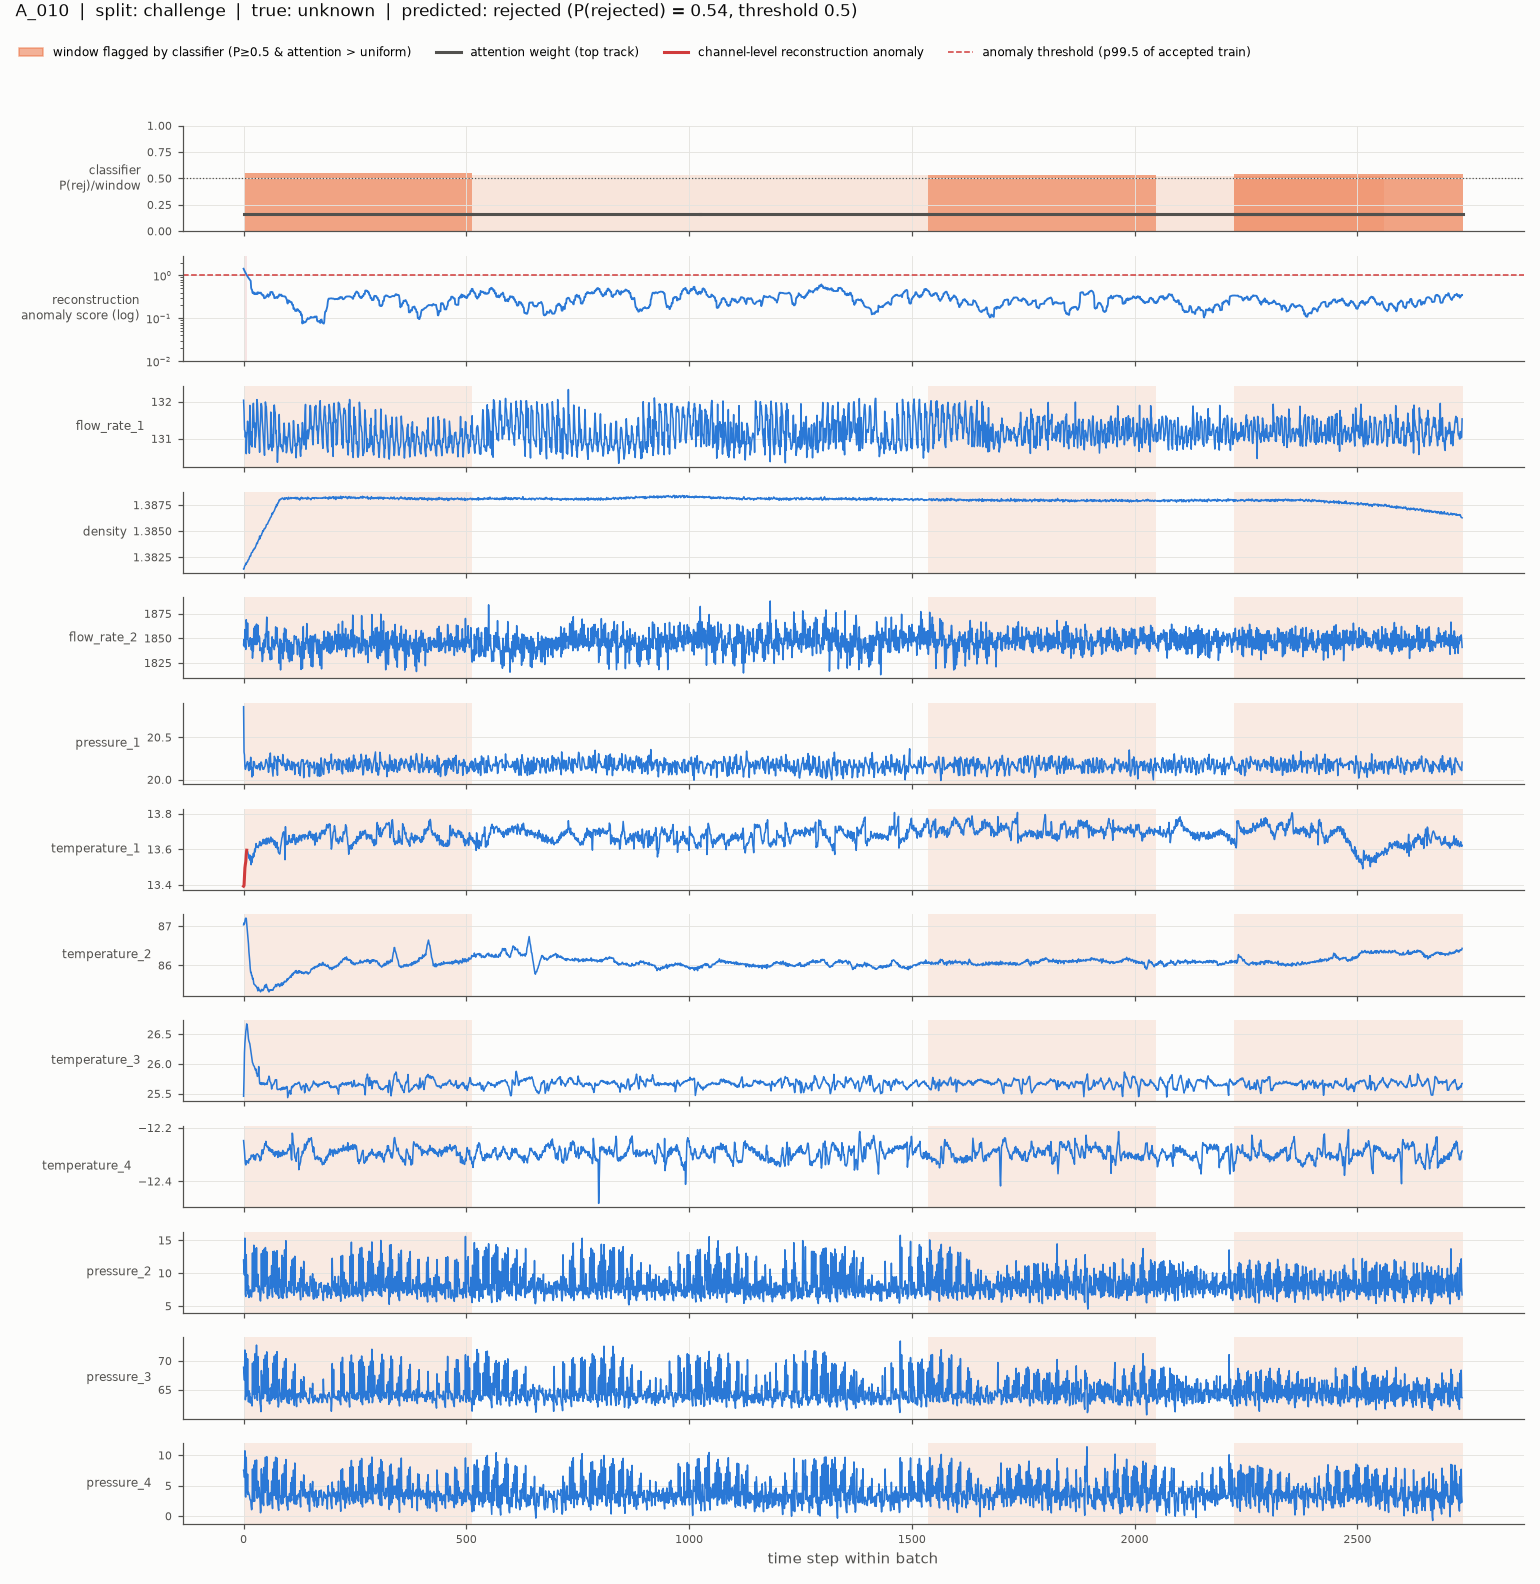 A_010 | split: challenge | true: unknown | predicted: rejected (P(rejected) = 0.54, threshold 0.5)
window flagged by classifier (P≥0.5 & attention > uniform) attention weight (top track) channel-level reconstruction anomaly anomaly threshold (p99.5 of accepted train)
1.00
0.75
0.50
0.25
0.00
classifier
P(rej)/window
10⁰
10⁻¹
10⁻²
reconstruction
anomaly score (log)
132
131
flow_rate_1
1.3875
1.3850
1.3825
density
1875
1850
1825
flow_rate_2
20.5
20.0
pressure_1
13.8
13.6
13.4
temperature_1
87
86
temperature_2
26.5
26.0
25.5
temperature_3
−12.2
−12.4
temperature_4
15
10
5
pressure_2
70
65
pressure_3
10
5
0
pressure_4
0 500 1000 1500 2000 2500
time step within batch